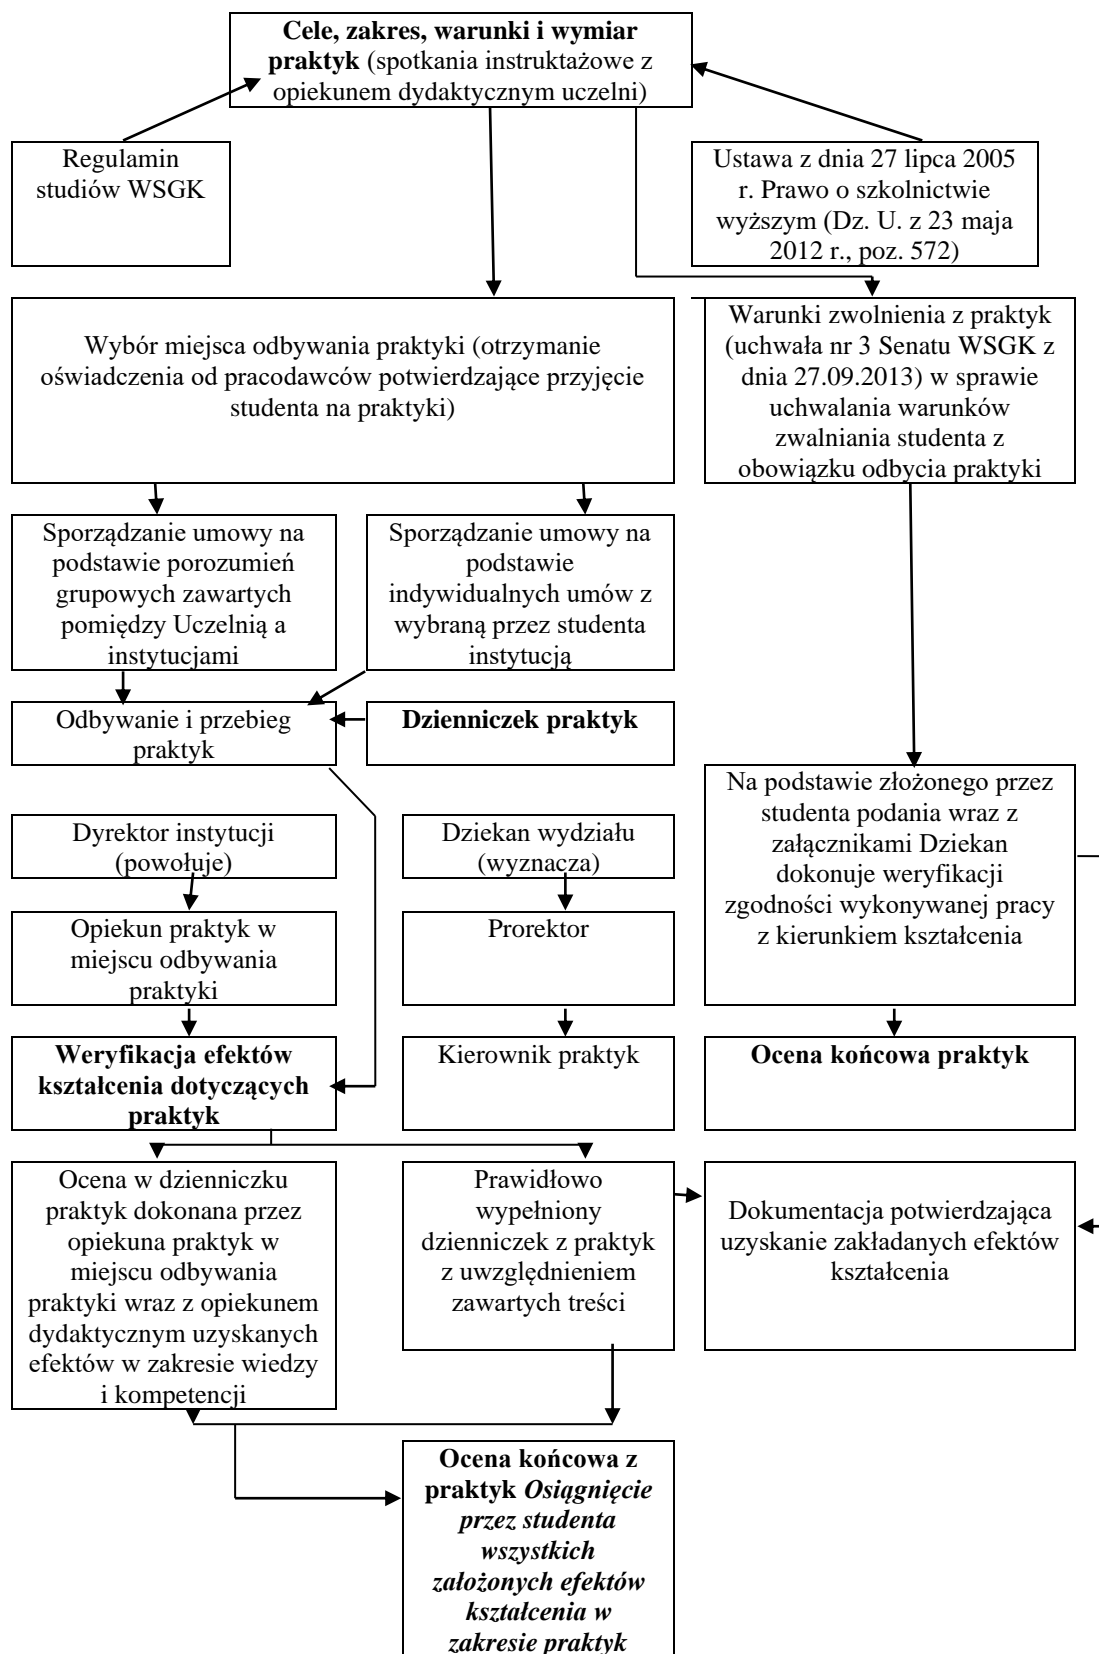 Cele, zakres, warunki i wymiar
praktyk (spotkania instruktażowe z
opiekunem dydaktycznym uczelni)
Regulamin
studiów WSGK
Ustawa z dnia 27 lipca 2005
r. Prawo o szkolnictwie
wyższym (Dz. U. z 23 maja
2012 r., poz. 572)
Wybór miejsca odbywania praktyki (otrzymanie
oświadczenia od pracodawców potwierdzające przyjęcie
studenta na praktyki)
Warunki zwolnienia z praktyk
(uchwała nr 3 Senatu WSGK z
dnia 27.09.2013) w sprawie
uchwalania warunków
zwalniania studenta z
obowiązku odbycia praktyki
Sporządzanie umowy na
podstawie porozumień
grupowych zawartych
pomiędzy Uczelnią a
instytucjami
Sporządzanie umowy na
podstawie
indywidualnych umów z
wybraną przez studenta
instytucją
Odbywanie i przebieg
praktyk
Dzienniczek praktyk
Na podstawie złożonego przez
studenta podania wraz z
załącznikami Dziekan
dokonuje weryfikacji
zgodności wykonywanej pracy
z kierunkiem kształcenia
Dyrektor instytucji
(powołuje)
Dziekan wydziału
(wyznacza)
Opiekun praktyk w
miejscu odbywania
praktyki
Prorektor
Weryfikacja efektów
kształcenia dotyczących
praktyk
Kierownik praktyk
Ocena końcowa praktyk
Ocena w dzienniczku
praktyk dokonana przez
opiekuna praktyk w
miejscu odbywania
praktyki wraz z opiekunem
dydaktycznym uzyskanych
efektów w zakresie wiedzy
i kompetencji
Prawidłowo
wypełniony
dzienniczek z praktyk
z uwzględnieniem
zawartych treści
Dokumentacja potwierdzająca
uzyskanie zakładanych efektów
kształcenia
Ocena końcowa z
praktyk Osiągnięcie
przez studenta
wszystkich
założonych efektów
kształcenia w
zakresie praktyk